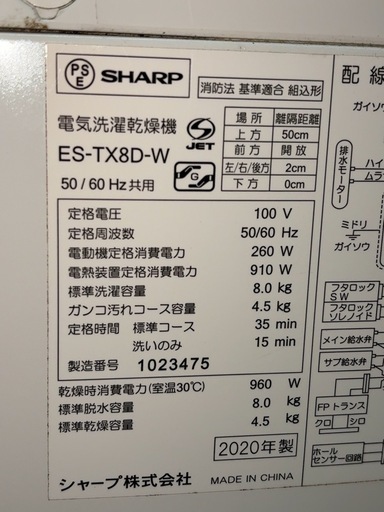 PSE SHARP
消防法 基準適合 組込形
電気洗濯乾燥機
ES-TX8D-W
50/60 Hz共用
S JET
G
場所 離隔距離
上方 50cm
前方 開放
左/右/後方 2cm
下方 0cm
定格電圧 100 V
定格周波数 50/60 Hz
電動機定格消費電力 260 W
電熱装置定格消費電力 910 W
標準洗濯容量 8.0 kg
ガンコ汚れコース容量 4.5 kg
定格時間 標準コース 35 min
洗いのみ 15 min
製造番号 1023475
乾燥時消費電力(室温30℃) 960 W
標準脱水容量 8.0 kg
標準乾燥容量 4.5 kg
2020年製
シャープ株式会社 MADE IN CHINA
配線
ガイソウ
ハイ
ムラ
排水モーター
ミドリ
ガイソウ
フタロック
SW
フタロック
ソレノイド
メイン給水弁
サブ給水弁
FPトランス
クロ シロ
ホール
センサー回路